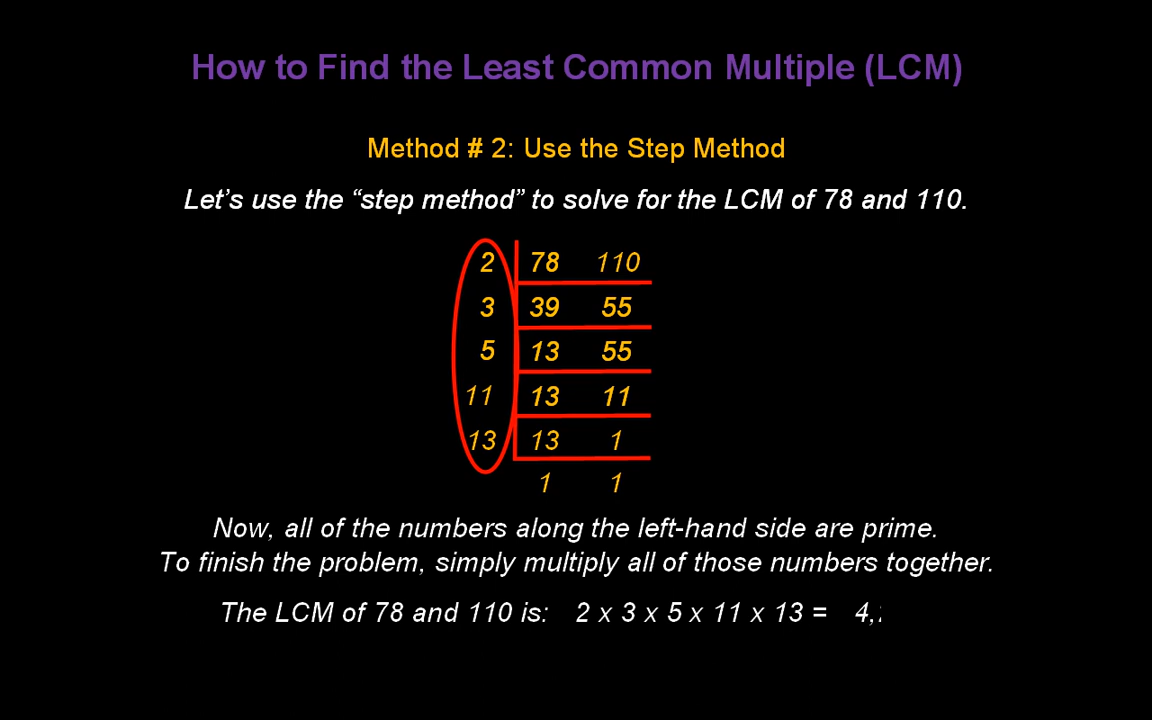 How to Find the Least Common Multiple (LCM)
Method # 2: Use the Step Method
Let’s use the “step method” to solve for the LCM of 78 and 110.
2 78 110
3 39 55
5 13 55
11 13 11
13 13 1
1 1
Now, all of the numbers along the left-hand side are prime.
To finish the problem, simply multiply all of those numbers together.
The LCM of 78 and 110 is: 2 x 3 x 5 x 11 x 13 = 4,